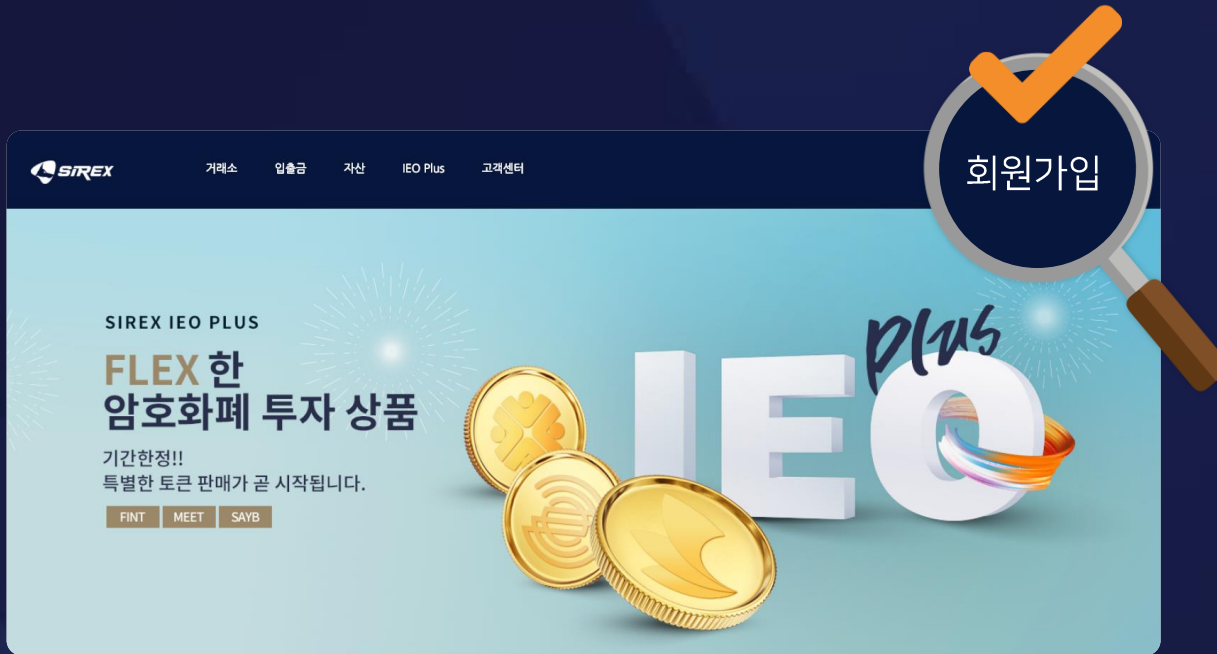 SIREX
거래소 입출금 자산 IEO Plus 고객센터
회원가입
SIREX IEO PLUS
FLEX 한
암호화폐 투자 상품
기간한정!!
특별한 토큰 판매가 곧 시작됩니다.
FINT MEET SAYB
plus
IEO